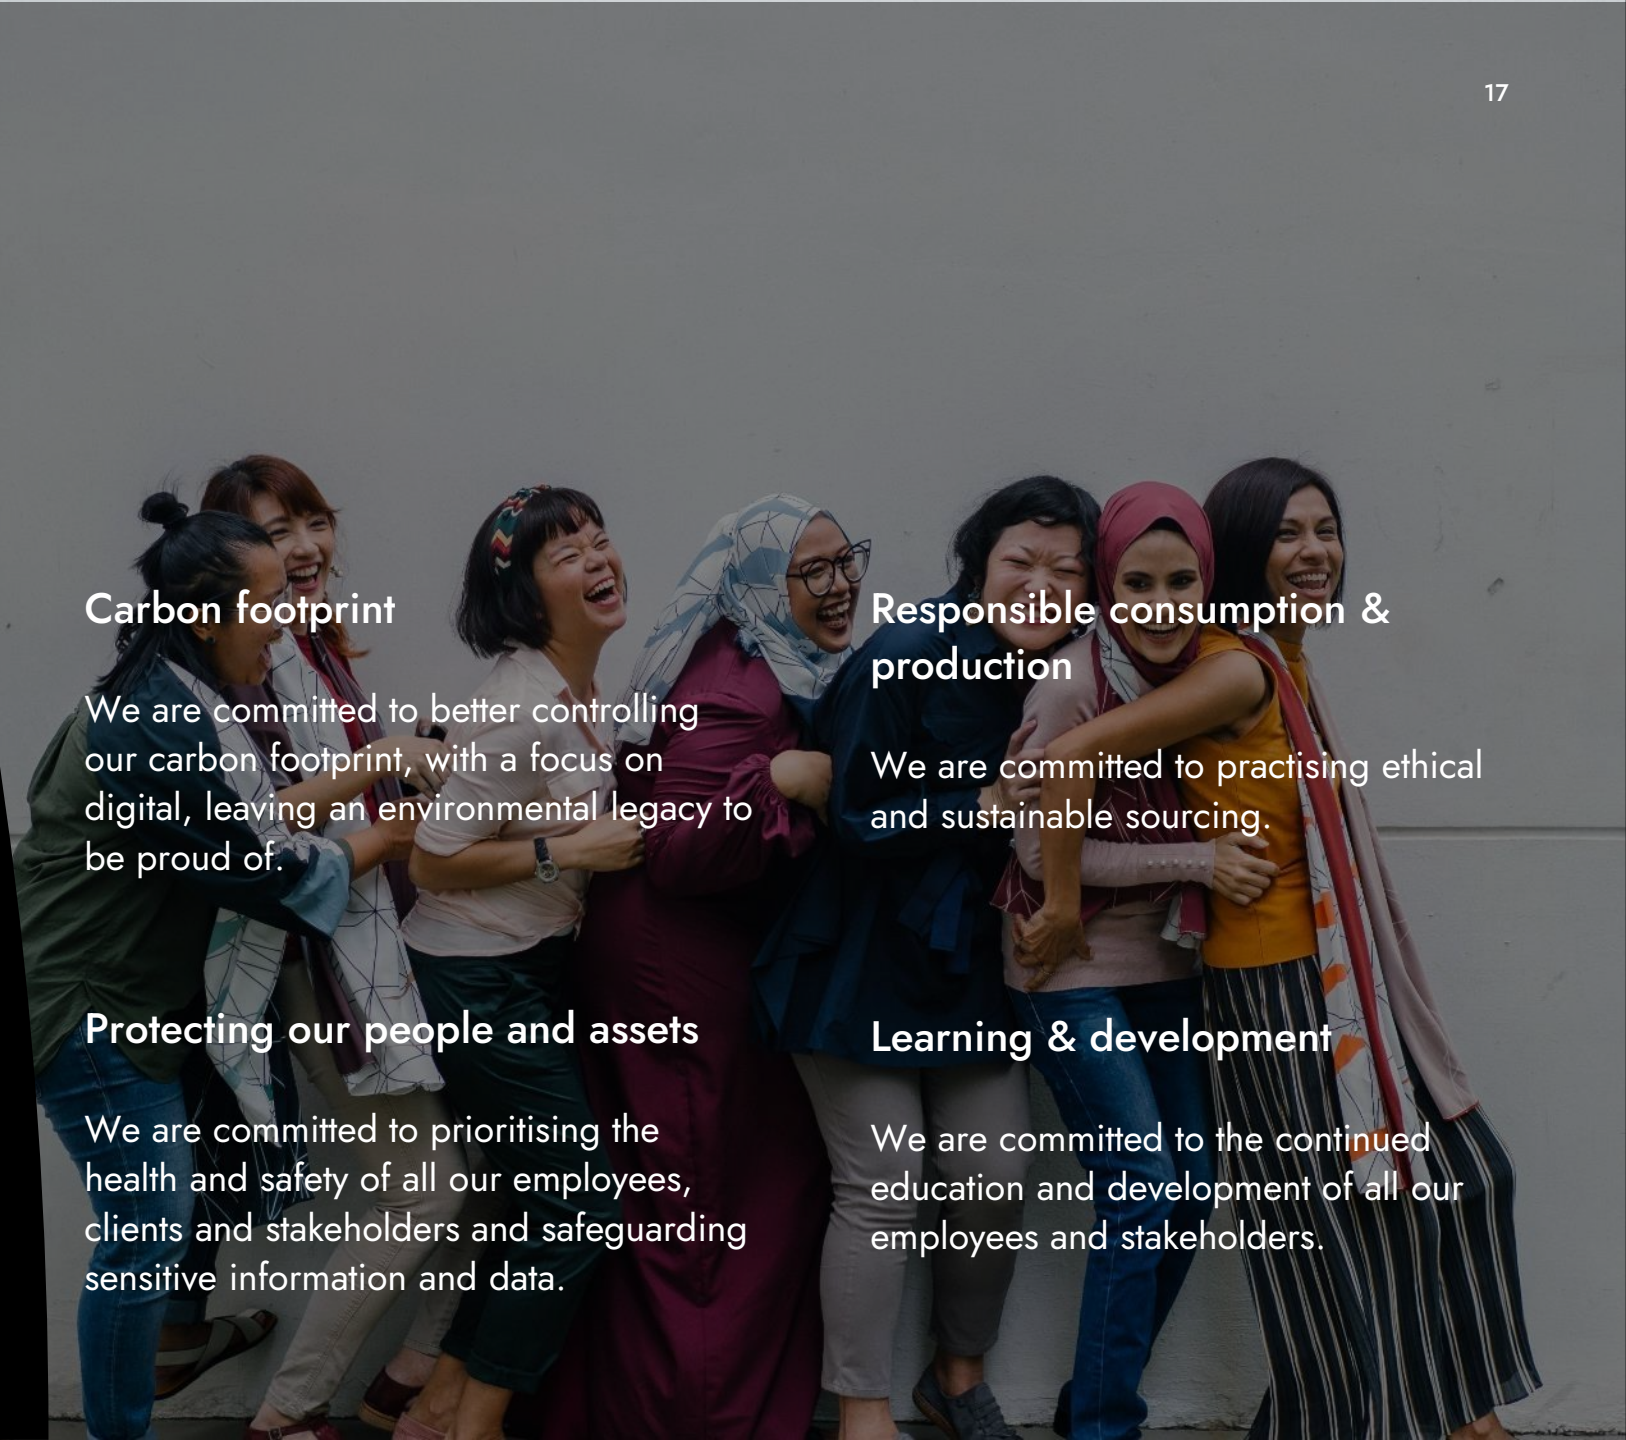 17
Carbon footprint
We are committed to better controlling
our carbon footprint, with a focus on
digital, leaving an environmental legacy to
be proud of.
Responsible consumption &
production
We are committed to practising ethical
and sustainable sourcing.
Protecting our people and assets
We are committed to prioritising the
health and safety of all our employees,
clients and stakeholders and safeguarding
sensitive information and data.
Learning & development
We are committed to the continued
education and development of all our
employees and stakeholders.